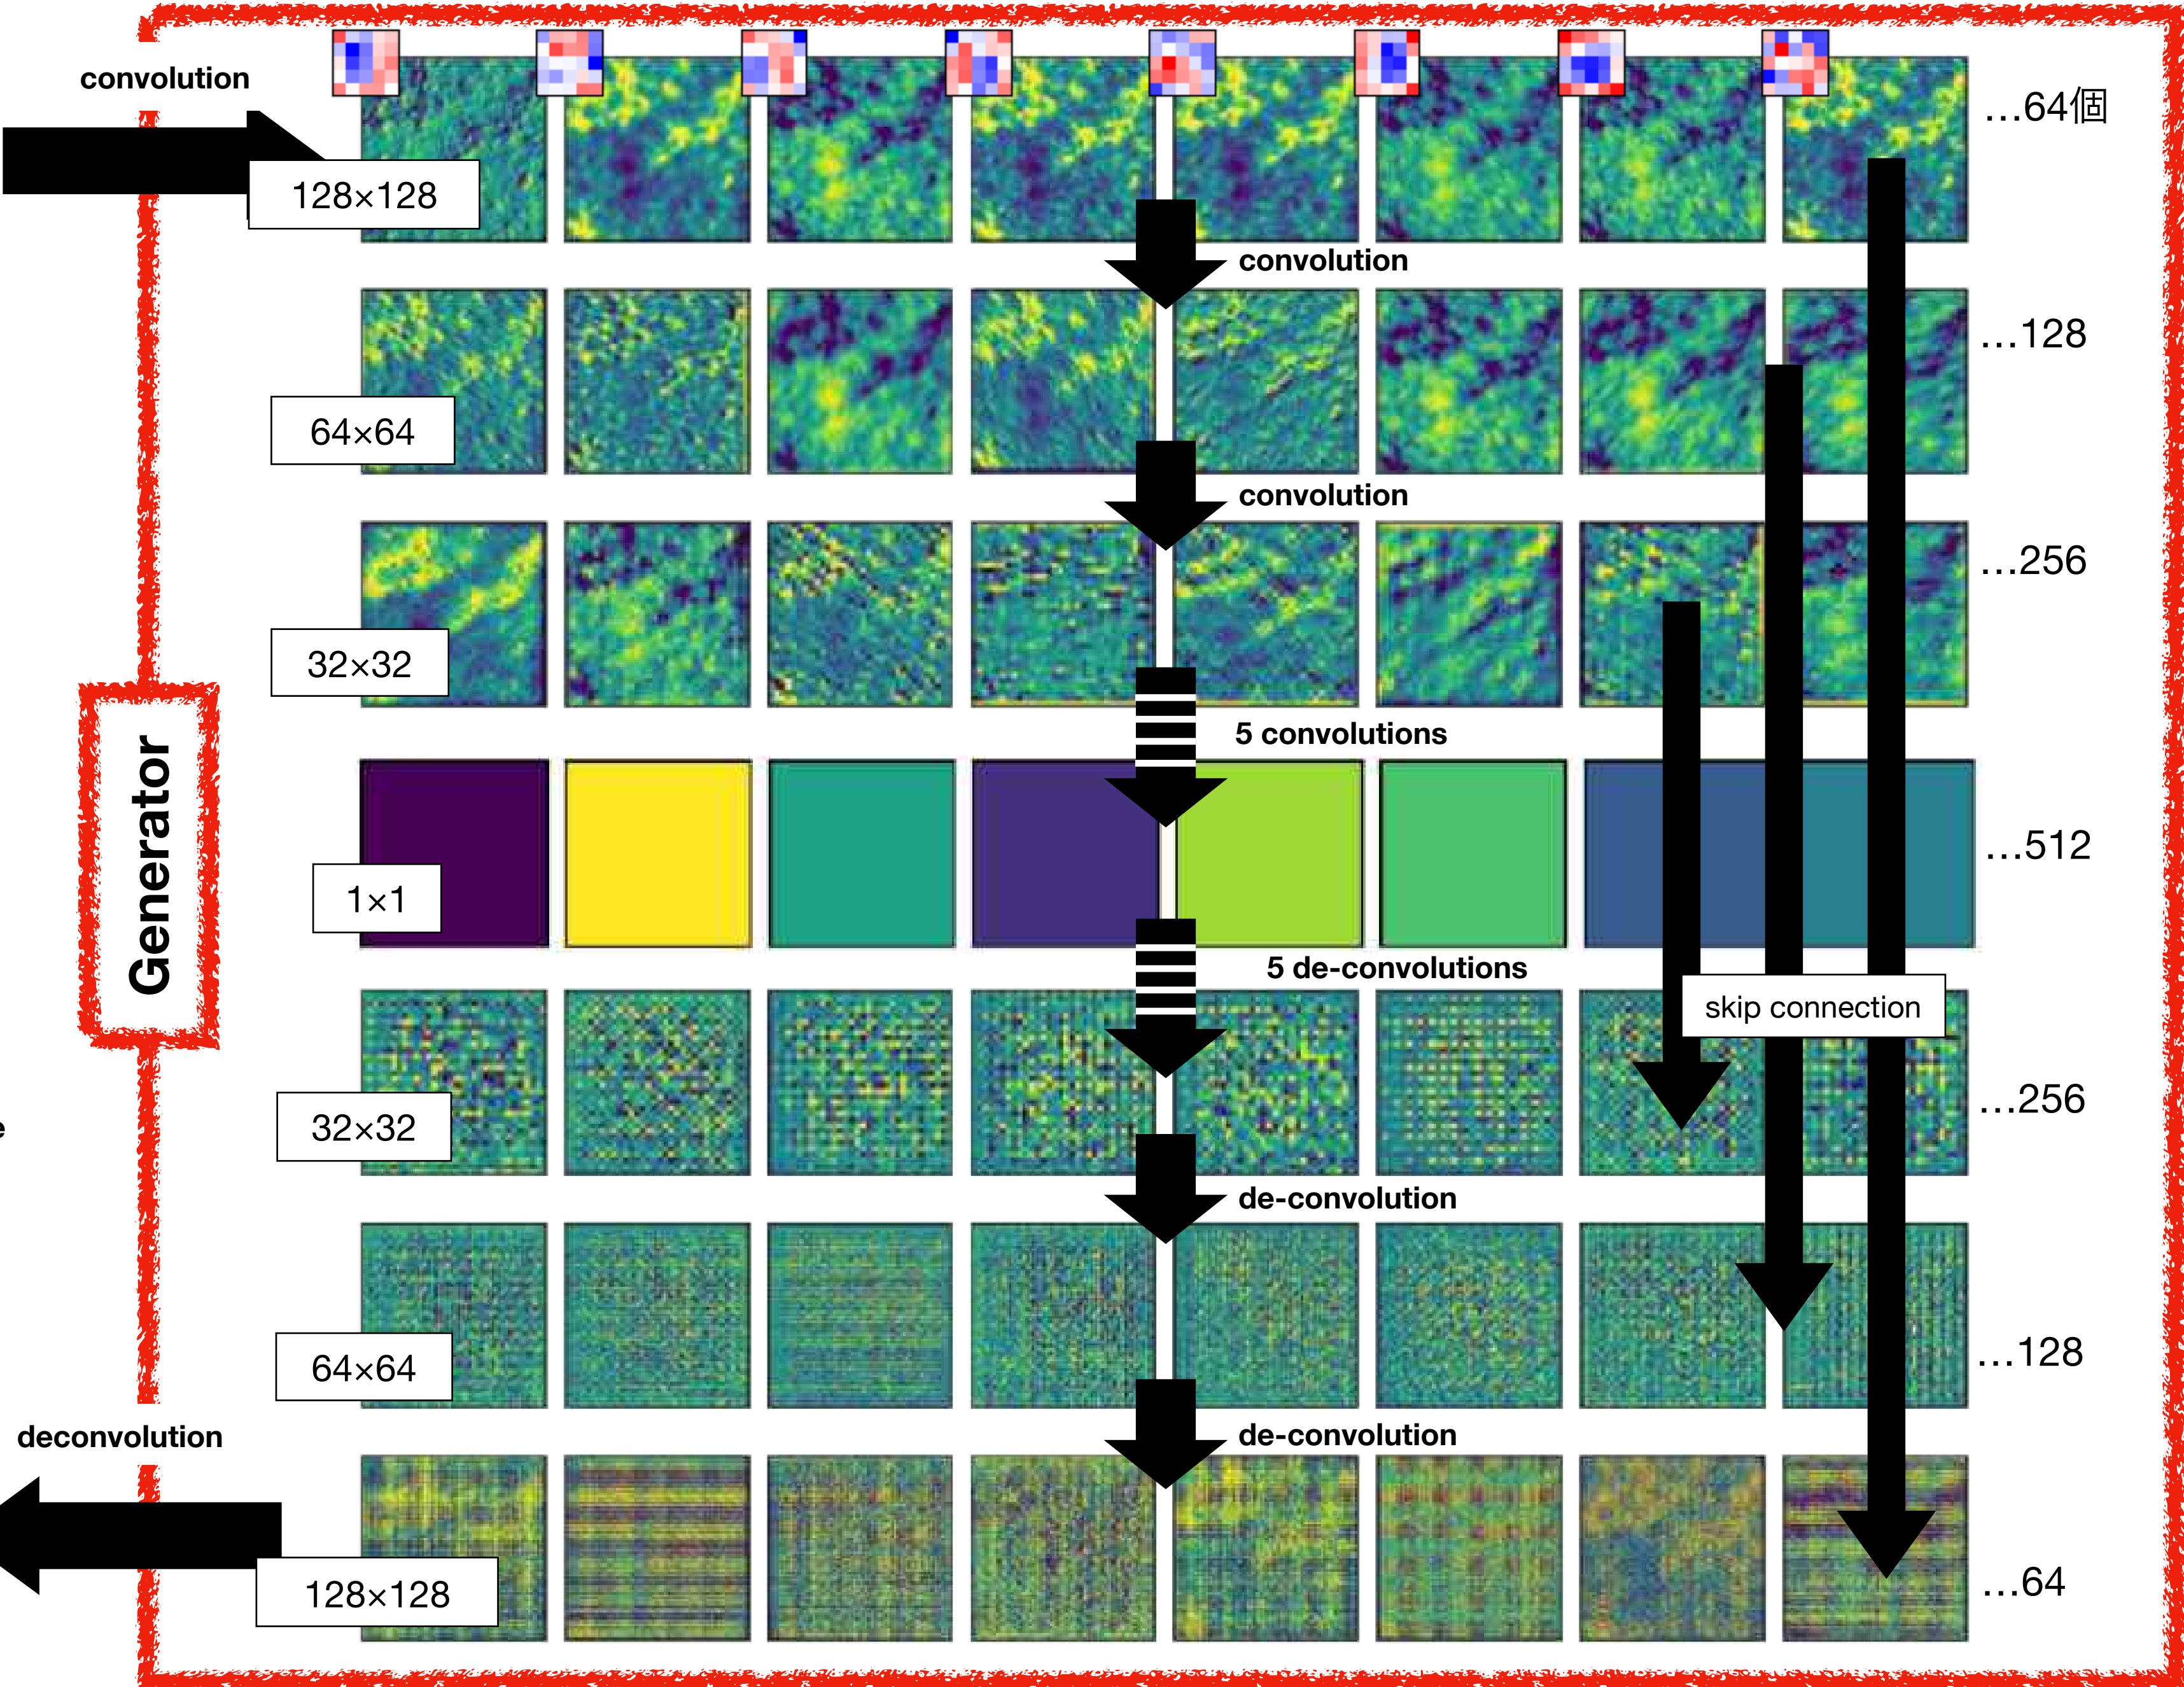 convolution
…64個
128×128
convolution
…128
64×64
convolution
…256
32×32
5 convolutions
Generator
…512
1×1
5 de-convolutions
skip connection
…256
32×32
de-convolution
…128
64×64
deconvolution
de-convolution
…64
128×128